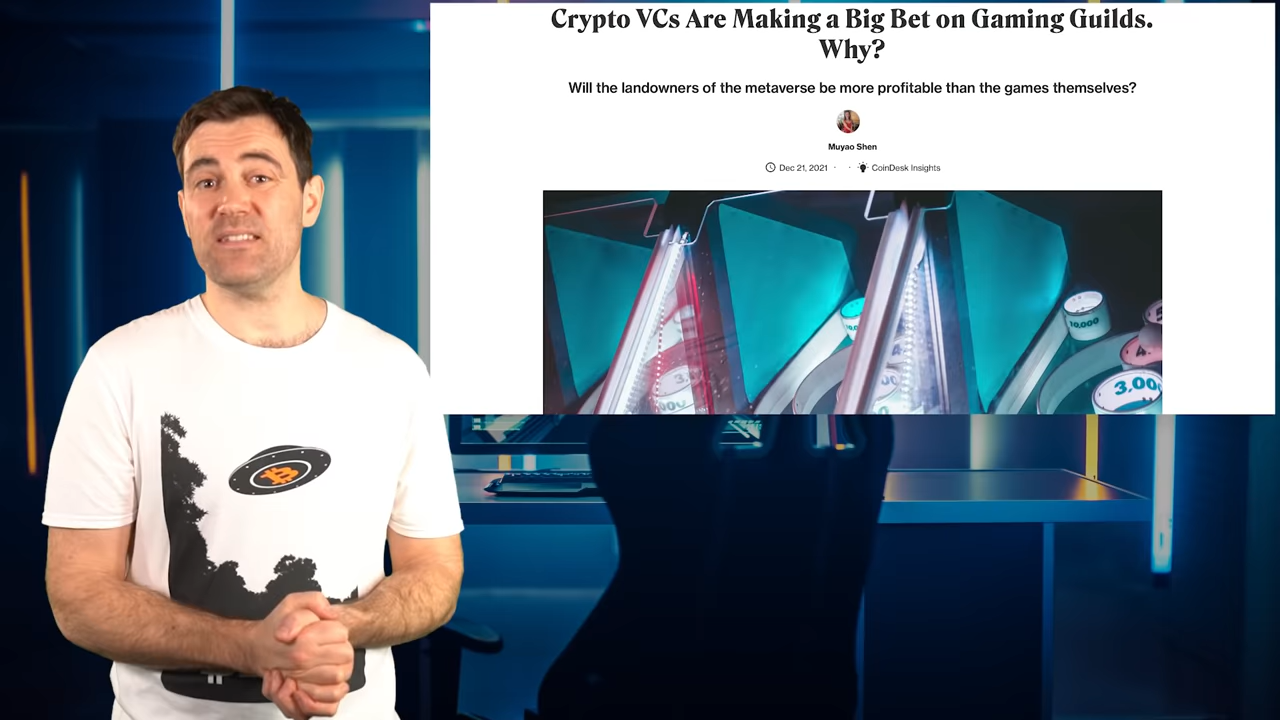 Crypto VCs Are Making a Big Bet on Gaming Guilds.
Why?
Will the landowners of the metaverse be more profitable than the games themselves?
Muyao Shen
Dec 21, 2021 · · CoinDesk Insights
10,000
3,000